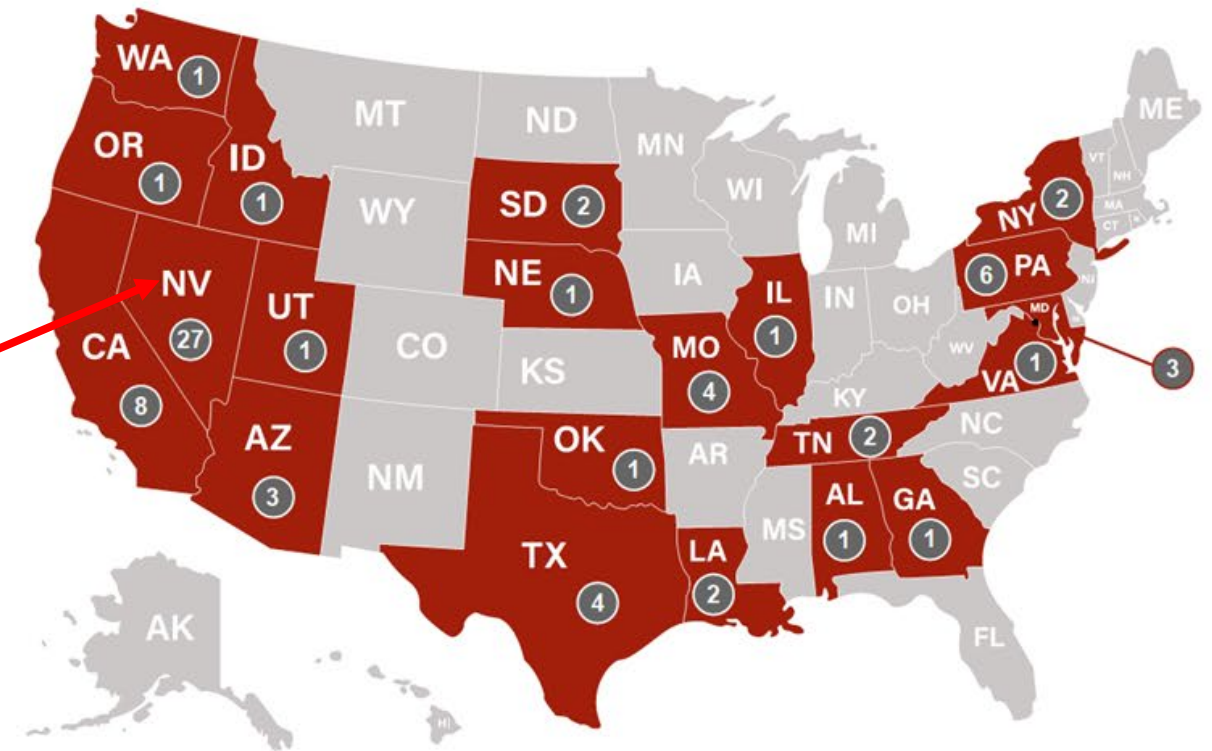 WA 1
OR 1
ID 1
MT
ND
MN
WI
MI
ME
VT
NH
MA
CT
NY 2
SD 2
WY
NE 1
IA
IL 1
IN
OH
6 PA
NJ
MD
WV
VA 1
3
NV 27
UT 1
CO
KS
MO 4
KY
CA 8
AZ 3
NM
OK 1
AR
TN 2
NC
SC
TX 4
LA 2
MS
AL 1
GA 1
FL
AK
HI